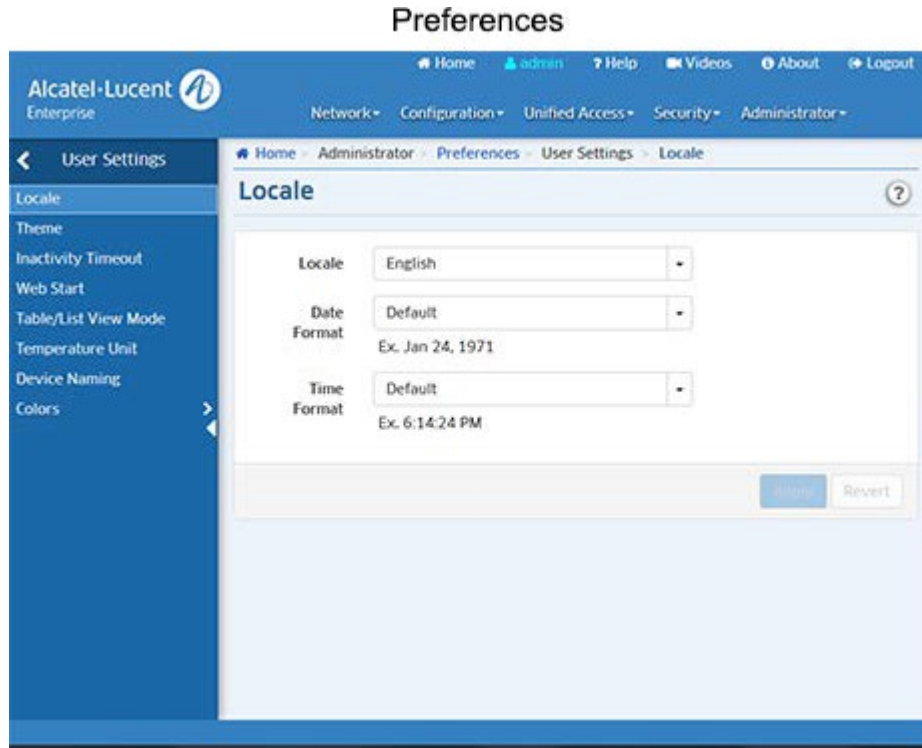 Preferences
Home admin ? Help Videos About Logout
Alcatel-Lucent
Enterprise
Network Configuration Unified Access Security Administrator
User Settings
Home Administrator Preferences User Settings Locale
Locale
Locale
?
Theme
Inactivity Timeout
Web Start
Table/List View Mode
Temperature Unit
Device Naming
Colors
Locale English
Date Format Default
Ex. Jan 24, 1971
Time Format Default
Ex. 6:14:24 PM
Apply Revert